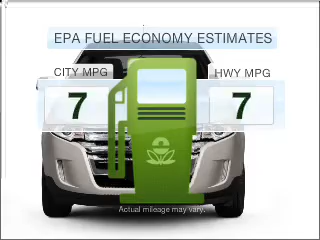 EPA FUEL ECONOMY ESTIMATES
CITY MPG
HWY MPG
7
7
Actual mileage may vary.